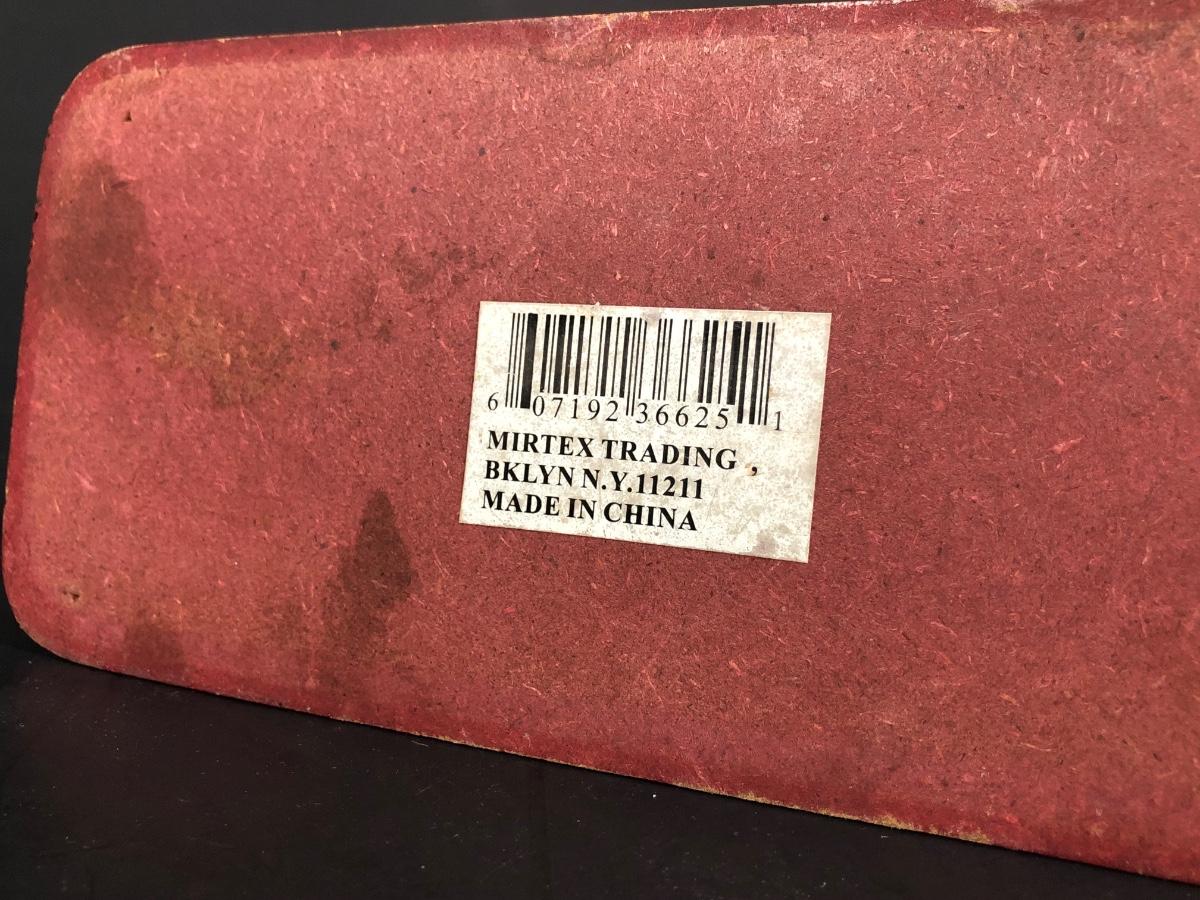 6 07192 36625 1
MIRTEX TRADING ,
BKLYN N.Y.11211
MADE IN CHINA